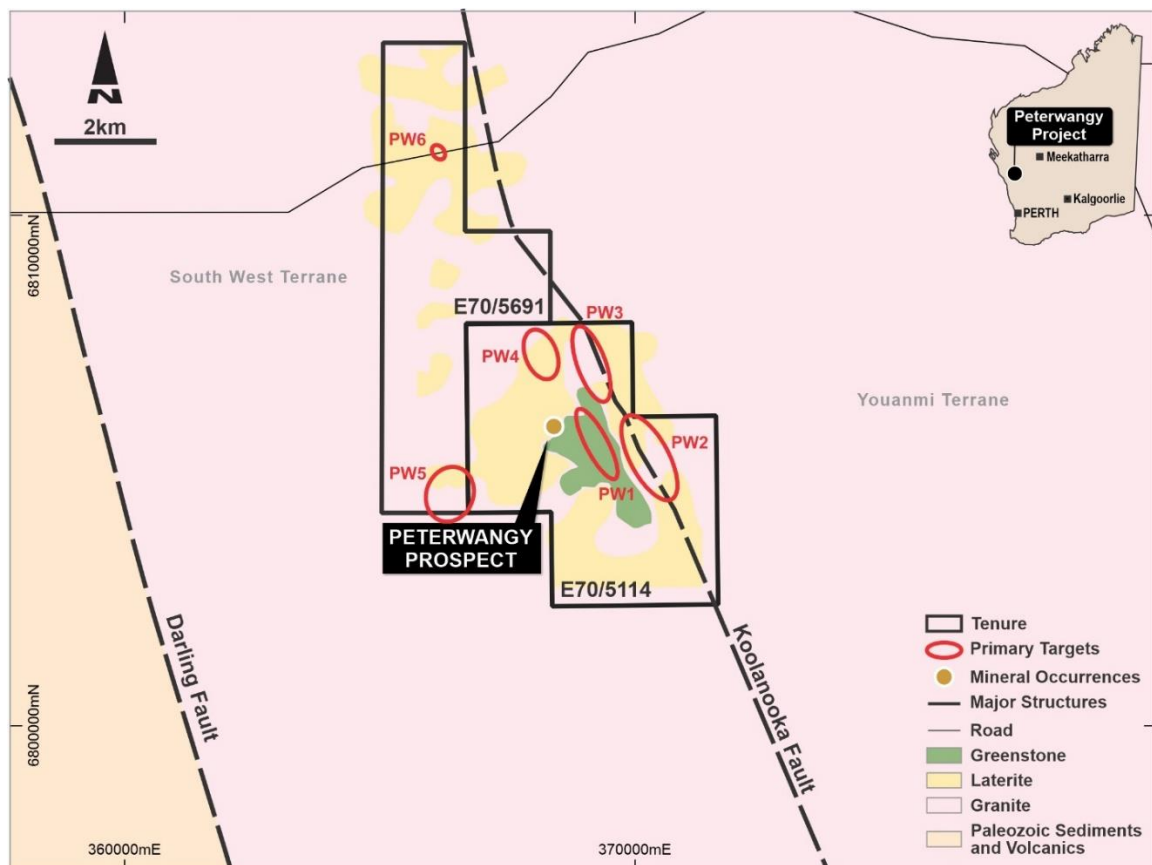 N
2km
Peterwangy
Project
Meekatharra
Kalgoorlie
PERTH
PW6
6810000mN
South West Terrane
E70/5691
PW3
PW4
Youanmi Terrane
PW2
PW5
PW1
PETERWANGY
PROSPECT
E70/5114
Darling Fault
Koolanooka Fault
6800000mN
360000mE
370000mE
Tenure
Primary Targets
Mineral Occurrences
Major Structures
Road
Greenstone
Laterite
Granite
Paleozoic Sediments
and Volcanics